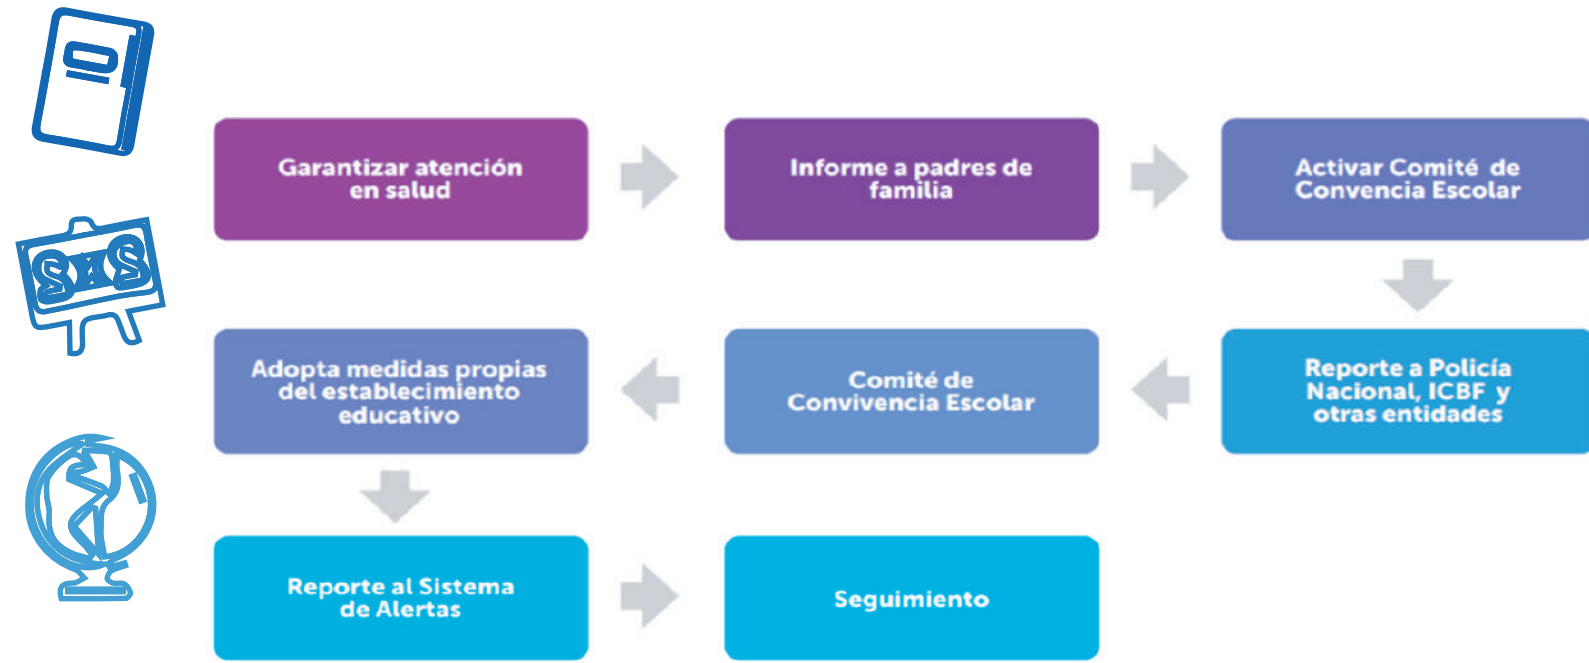 Garantizar atención
en salud
Informe a padres de
familia
Activar Comité de
Convencia Escolar
Reporte a Policía
Nacional, ICBF y
otras entidades
Comité de
Convivencia Escolar
Adopta medidas propias
del establecimiento
educativo
Reporte al Sistema
de Alertas
Seguimiento